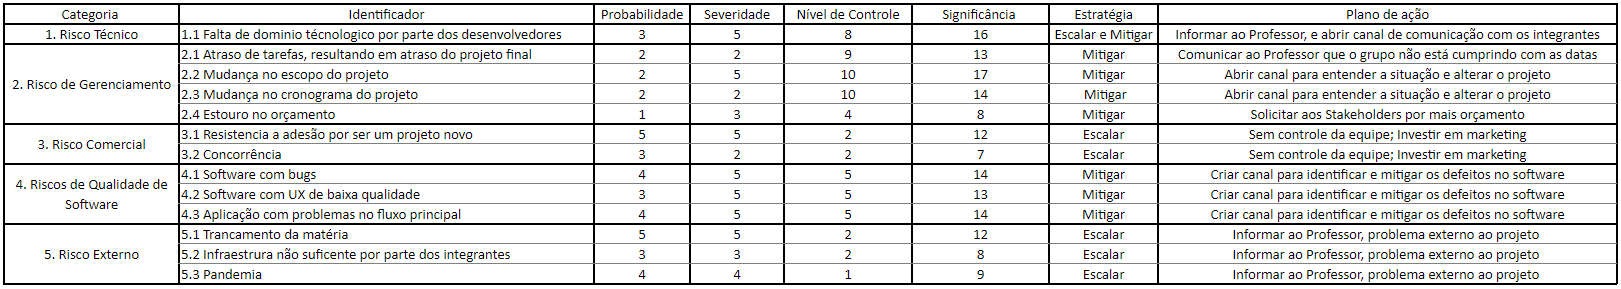 Categoria Identificador Probabilidade Severidade Nível de Controle Significância Estratégia Plano de ação
1. Risco Técnico 1.1 Falta de dominio técnologico por parte dos desenvolvedores 3 5 8 16 Escalar e Mitigar Informar ao Professor, e abrir canal de comunicação com os integrantes
2. Risco de Gerenciamento 2.1 Atraso de tarefas, resultando em atraso do projeto final 2 2 9 13 Mitigar Comunicar ao Professor que o grupo não está cumprindo com as datas
2.2 Mudança no escopo do projeto 2 5 10 17 Mitigar Abrir canal para entender a situação e alterar o projeto
2.3 Mudança no cronograma do projeto 2 2 10 14 Mitigar Abrir canal para entender a situação e alterar o projeto
2.4 Estouro no orçamento 1 3 4 8 Mitigar Solicitar aos Stakeholders por mais orçamento
3. Risco Comercial 3.1 Resistencia a adesão por ser um projeto novo 5 5 2 12 Escalar Sem controle da equipe; Investir em marketing
3.2 Concorrência 3 2 2 7 Escalar Sem controle da equipe; Investir em marketing
4. Riscos de Qualidade de
Software
4.1 Software com bugs 4 5 5 14 Mitigar Criar canal para identificar e mitigar os defeitos no software
4.2 Software com UX de baixa qualidade 3 5 5 13 Mitigar Criar canal para identificar e mitigar os defeitos no software
4.3 Aplicação com problemas no fluxo principal 4 5 5 14 Mitigar Criar canal para identificar e mitigar os defeitos no software
5. Risco Externo 5.1 Trancamento da matéria 5 5 2 12 Escalar Informar ao Professor, problema externo ao projeto
5.2 Infraestrura não suficente por parte dos integrantes 3 3 2 8 Escalar Informar ao Professor, problema externo ao projeto
5.3 Pandemia 4 4 1 9 Escalar Informar ao Professor, problema externo ao projeto